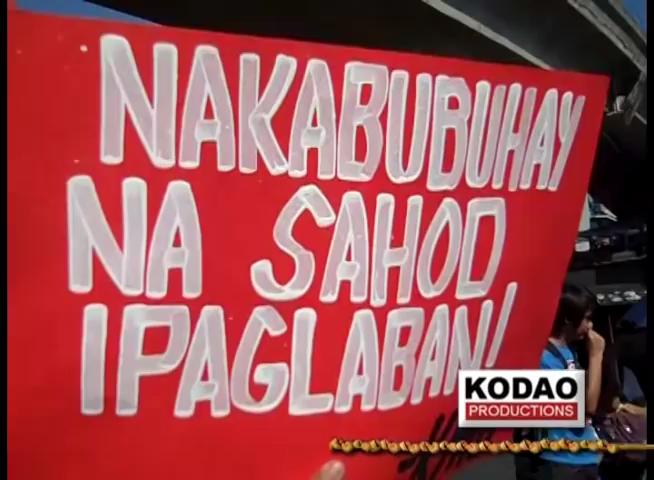 NAKABUBUHAY
NA SAHOD,
IPAGLABAN!
KODAO
PRODUCTIONS